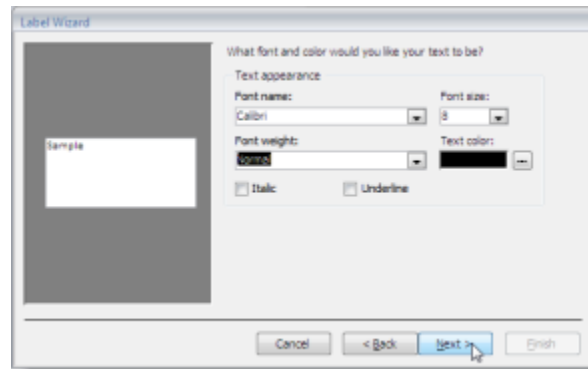 Label Wizard
What font and color would you like your text to be?
Text appearance
Font name:
Font size:
Calibri
8
Font weight:
Text color:
Sample
Normal
...
Italic
Underline
Cancel
< Back
Next >
Finish